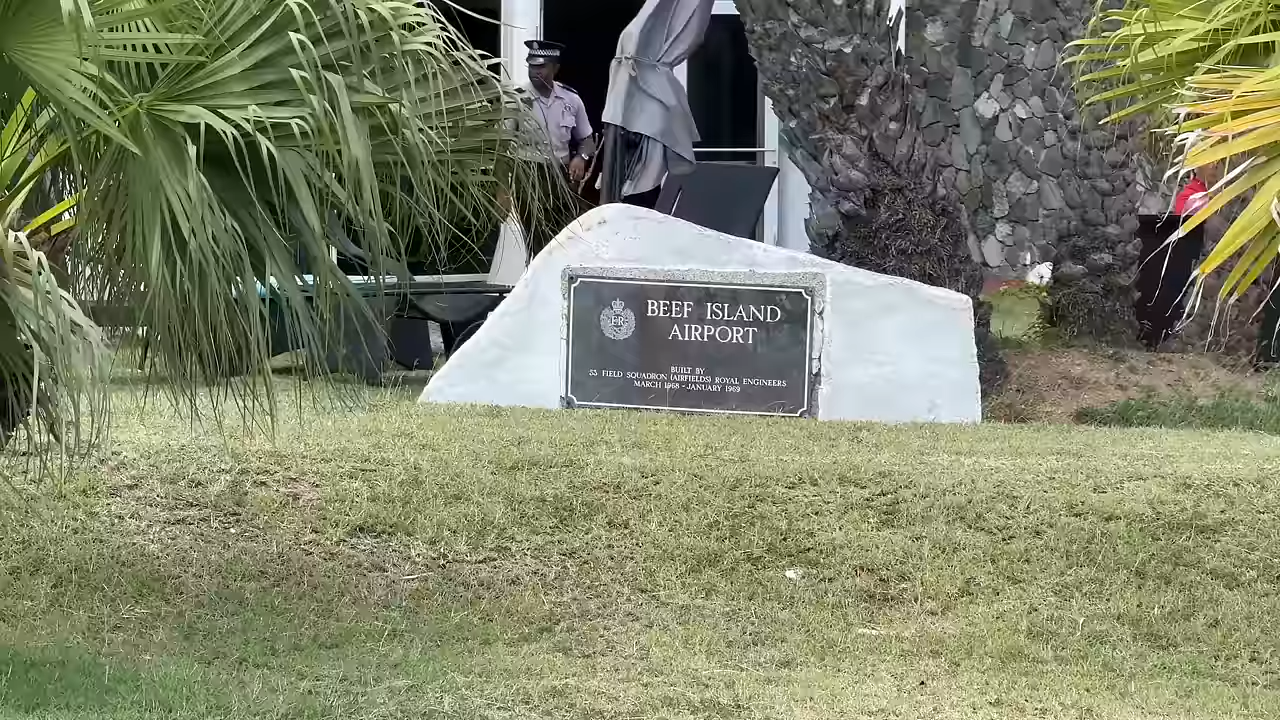 BEEF ISLAND
AIRPORT
BUILT BY
53 FIELD SQUADRON (AIRFIELDS) ROYAL ENGINEERS
MARCH 1968 - JANUARY 1969